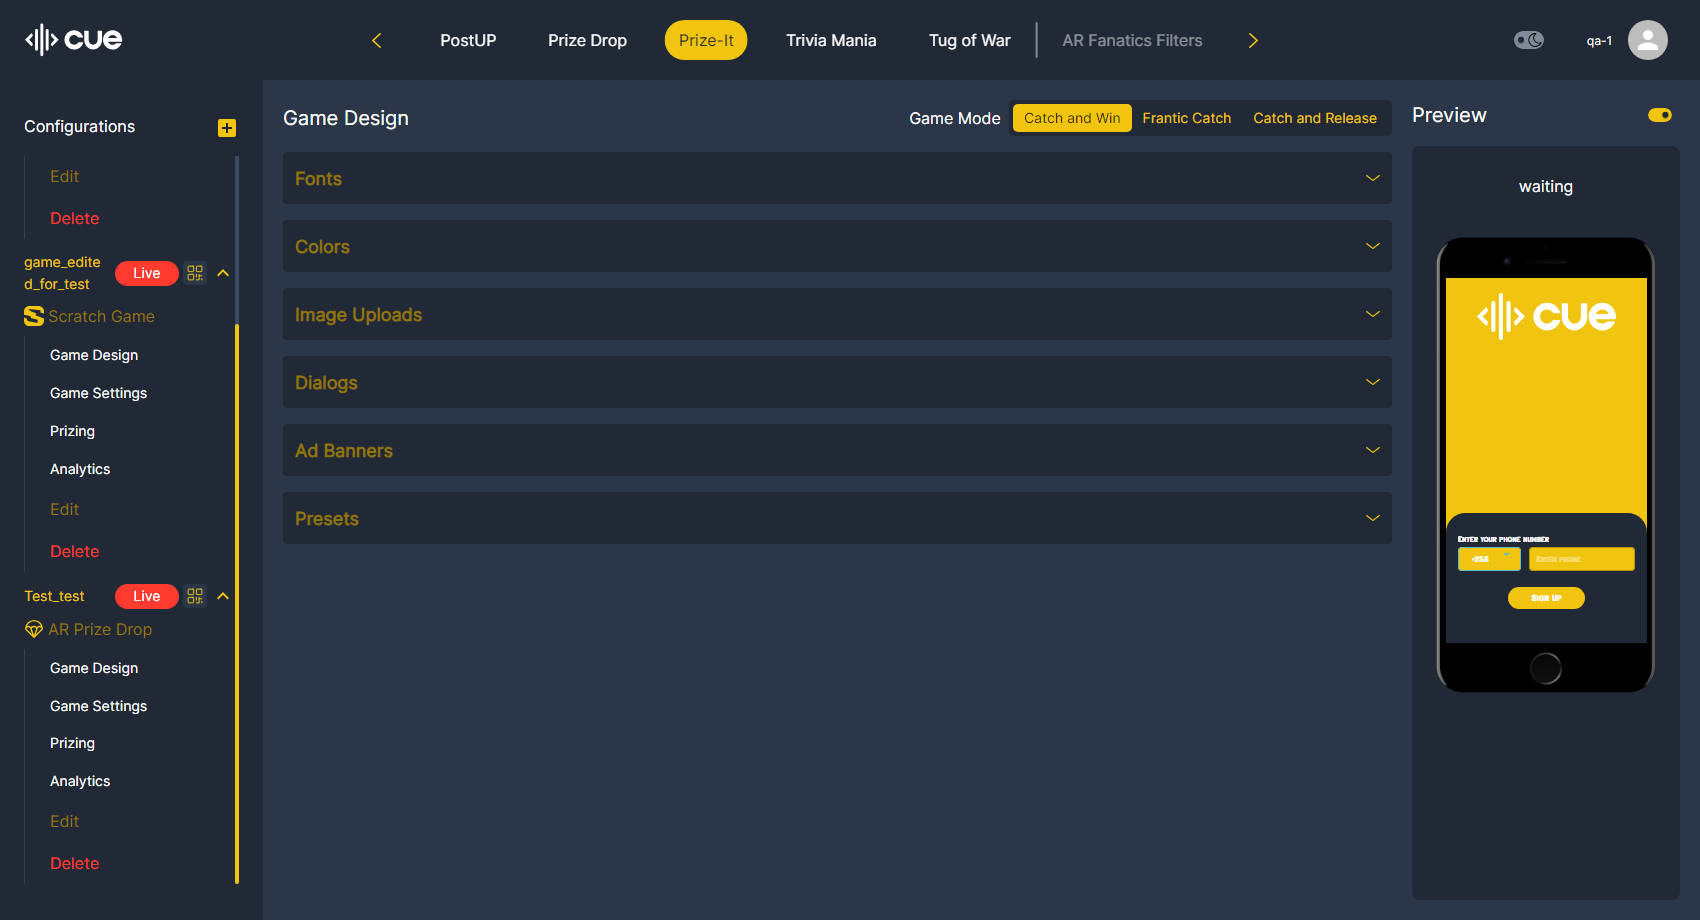 cue
PostUP
Prize Drop
Prize-It
Trivia Mania
Tug of War
AR Fanatics Filters
qa-1
Configurations
Edit
Delete
game_edite
d_for_test
Live
Scratch Game
Game Design
Game Settings
Prizing
Analytics
Edit
Delete
Test_test
Live
AR Prize Drop
Game Design
Game Settings
Prizing
Analytics
Edit
Delete
Game Design
Game Mode
Catch and Win
Frantic Catch
Catch and Release
Fonts
Colors
Image Uploads
Dialogs
Ad Banners
Presets
Preview
waiting
cue
Enter your phone number
+256
Enter phone
Sign Up